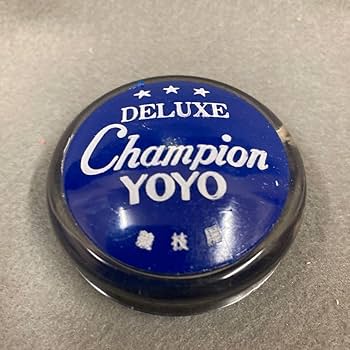 ★★★
DELUXE
Champion
YOYO
競技用